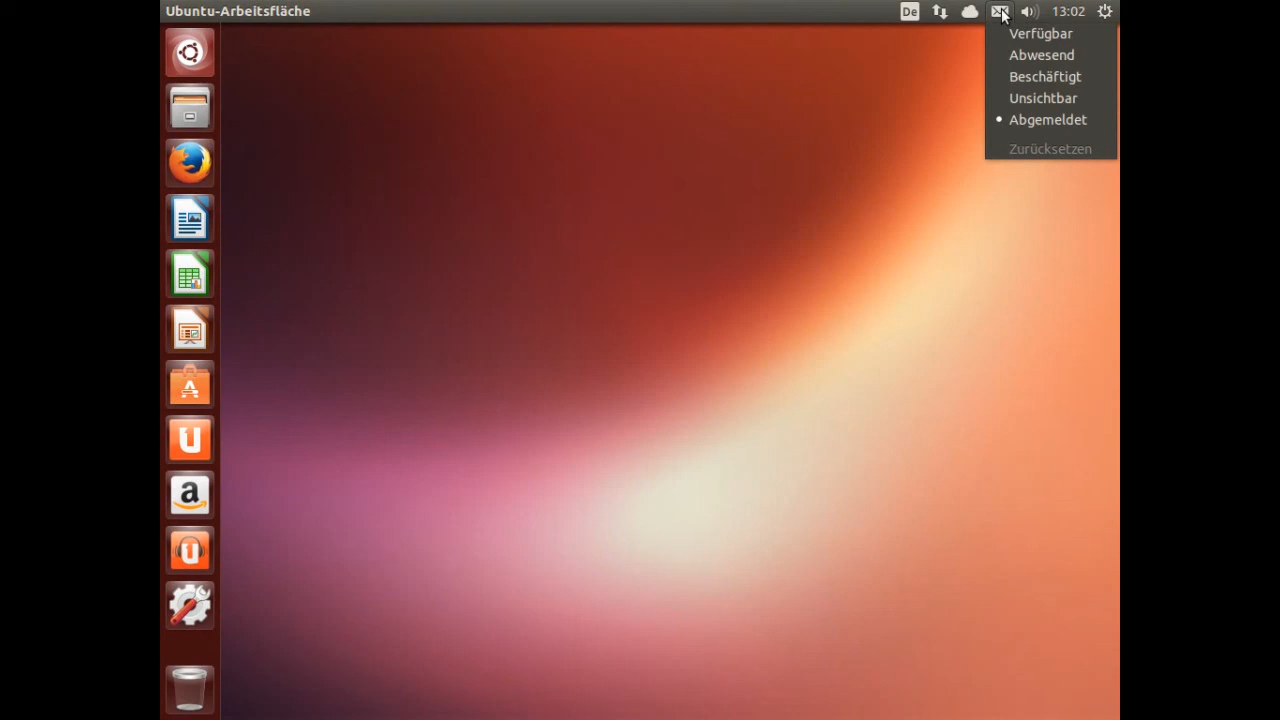 Ubuntu-Arbeitsfläche
De
13:02
Verfügbar
Abwesend
Beschäftigt
Unsichtbar
Abgemeldet
Zurücksetzen